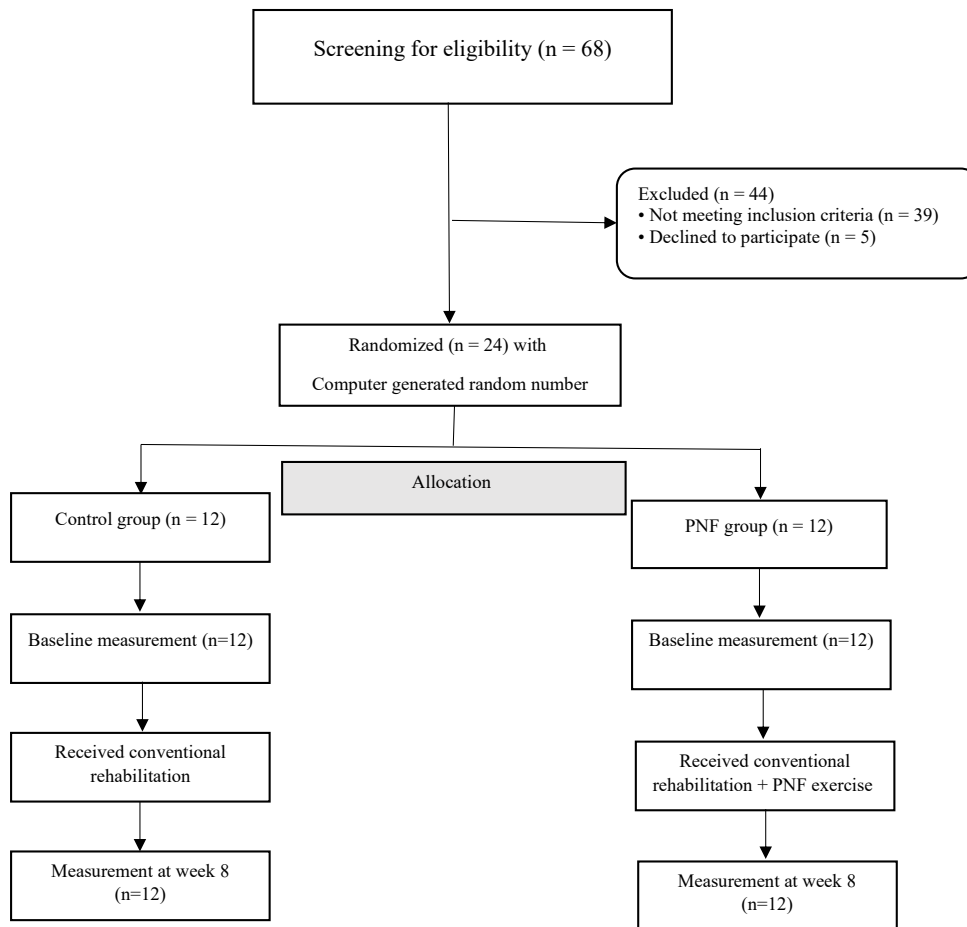 Screening for eligibility (n = 68)
Excluded (n = 44)
• Not meeting inclusion criteria (n = 39)
• Declined to participate (n = 5)
Randomized (n = 24) with
Computer generated random number
Allocation
Control group (n = 12)
Baseline measurement (n=12)
Received conventional
rehabilitation
Measurement at week 8
(n=12)
PNF group (n = 12)
Baseline measurement (n=12)
Received conventional
rehabilitation + PNF exercise
Measurement at week 8
(n=12)